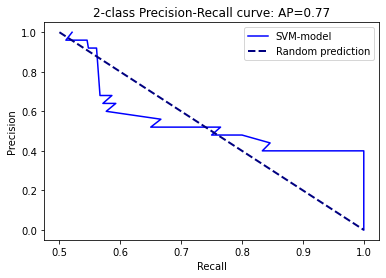 2-class Precision-Recall curve: AP=0.77
SVM-model
Random prediction
Precision
1.0
0.8
0.6
0.4
0.2
0.0
0.5 0.6 0.7 0.8 0.9 1.0
Recall